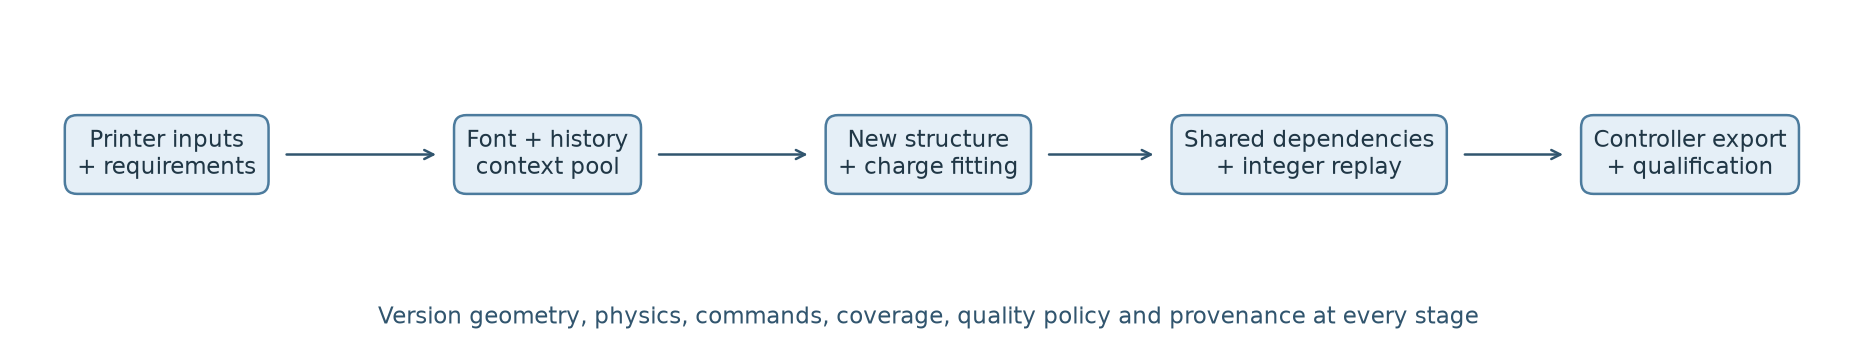 Printer inputs
+ requirements
Font + history
context pool
New structure
+ charge fitting
Shared dependencies
+ integer replay
Controller export
+ qualification
Version geometry, physics, commands, coverage, quality policy and provenance at every stage